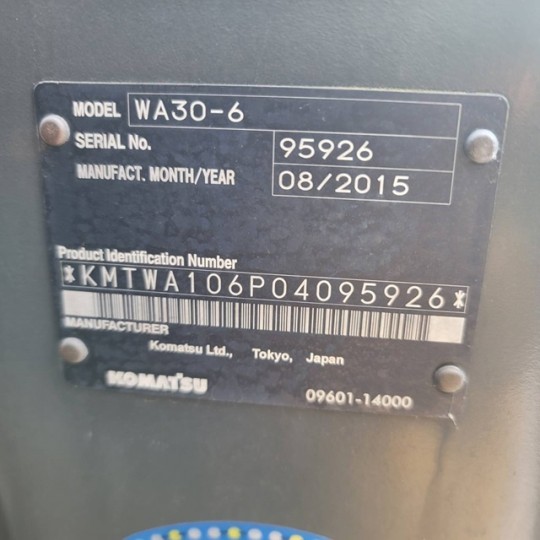 MODEL WA30-6
SERIAL No. 95926
MANUFACT. MONTH/YEAR 08/2015
Product Identification Number
*KMTWA106P04095926*
MANUFACTURER
Komatsu Ltd., Tokyo, Japan
KOMATSU
09601-14000